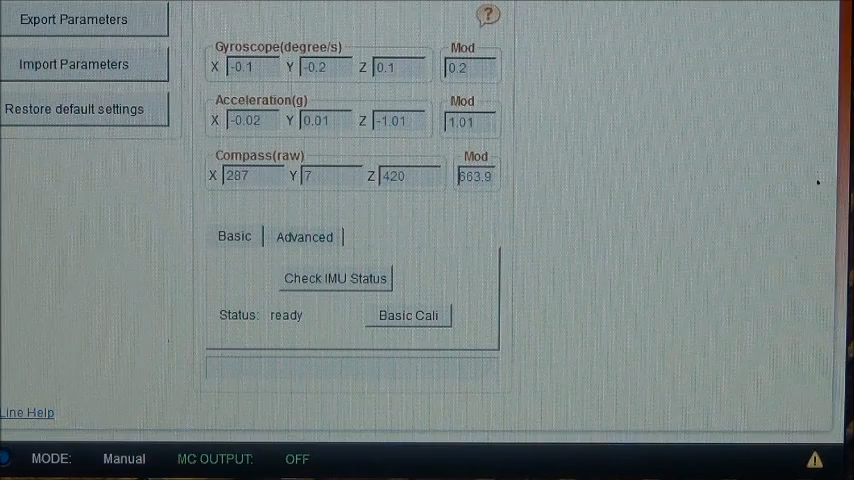 Export Parameters
Import Parameters
Restore default settings
?
Gyroscope(degree/s) Mod
X -0.1 Y -0.2 Z 0.1 0.2
Acceleration(g) Mod
X -0.02 Y 0.01 Z -1.01 1.01
Compass(raw) Mod
X 287 Y 7 Z 420 663.9
Basic Advanced
Check IMU Status
Status: ready Basic Cali
Line Help
MODE: Manual MC OUTPUT: OFF